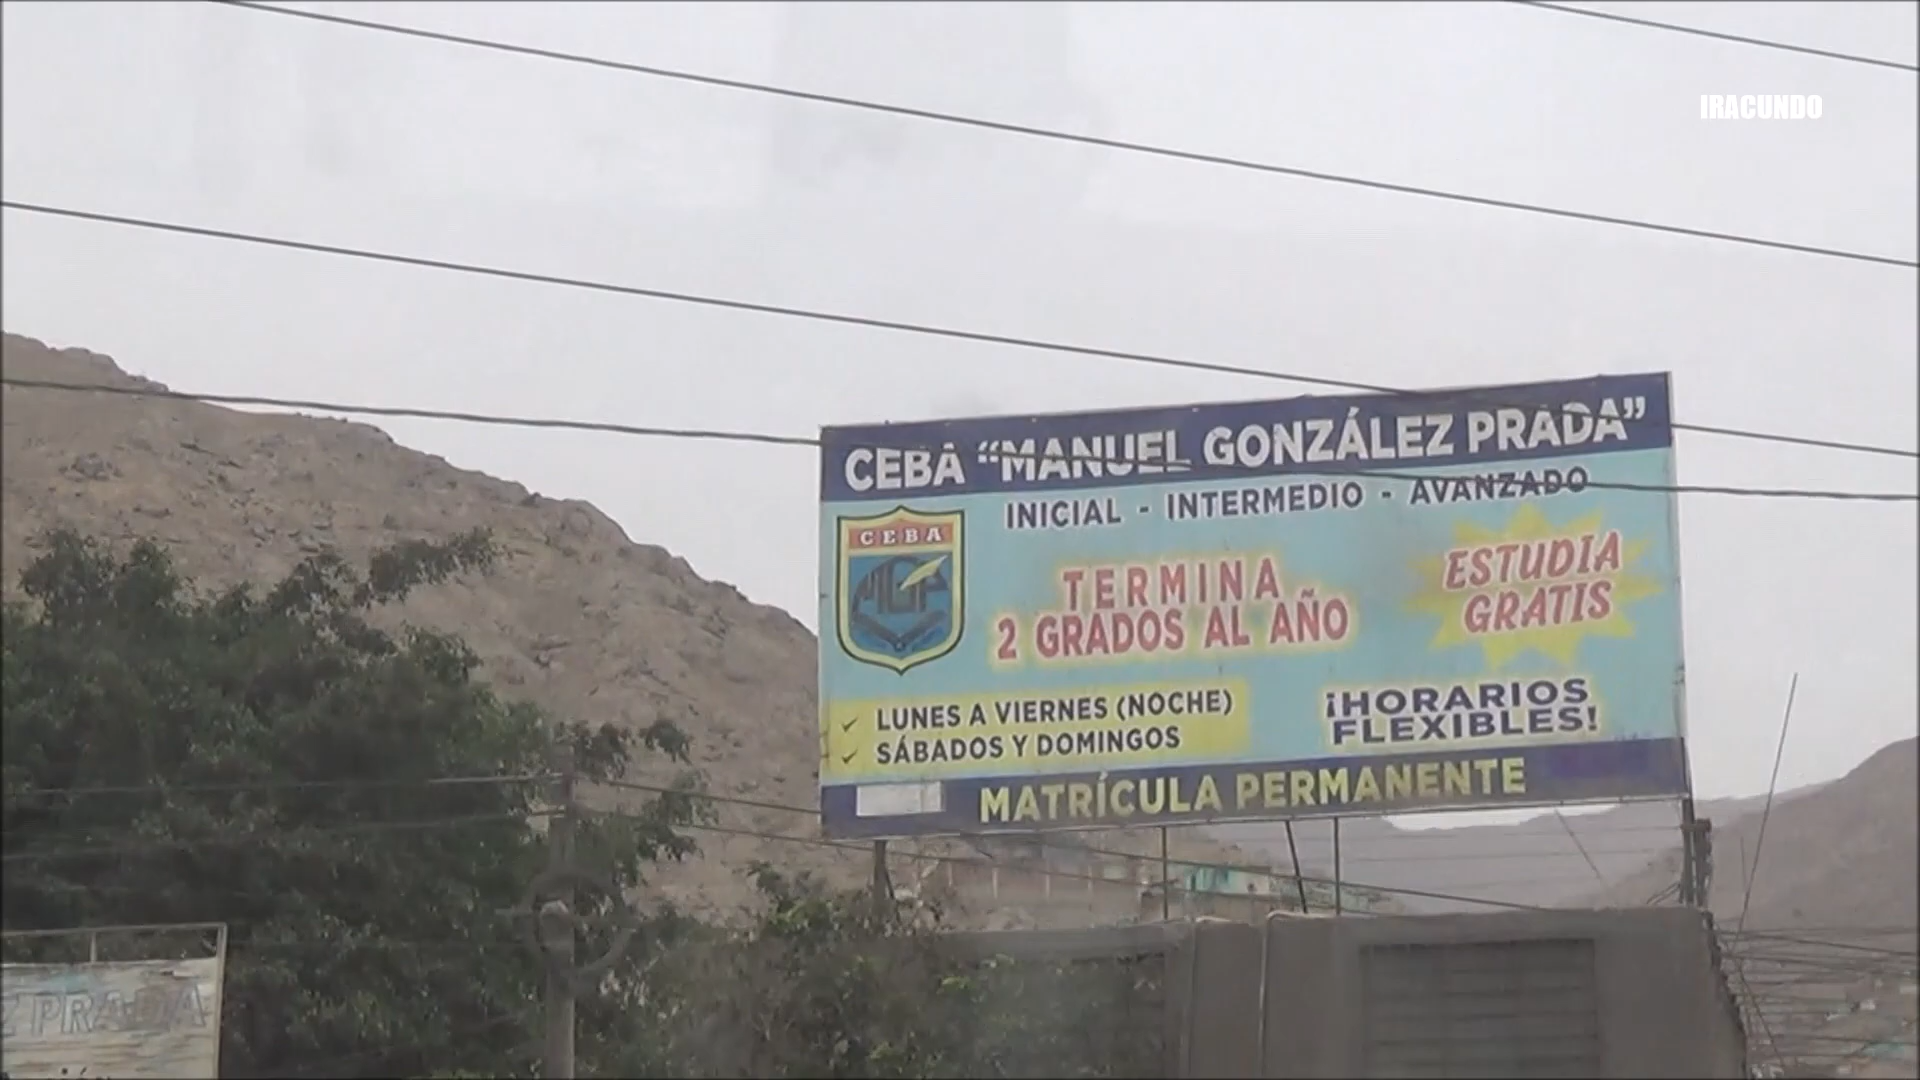 IRACUNDO
CEBA “MANUEL GONZÁLEZ PRADA”
INICIAL - INTERMEDIO - AVANZADO
CEBA
MGP
TERMINA
2 GRADOS AL AÑO
ESTUDIA
GRATIS
✓ LUNES A VIERNES (NOCHE)
✓ SÁBADOS Y DOMINGOS
¡HORARIOS
FLEXIBLES!
MATRÍCULA PERMANENTE
Z PRADA